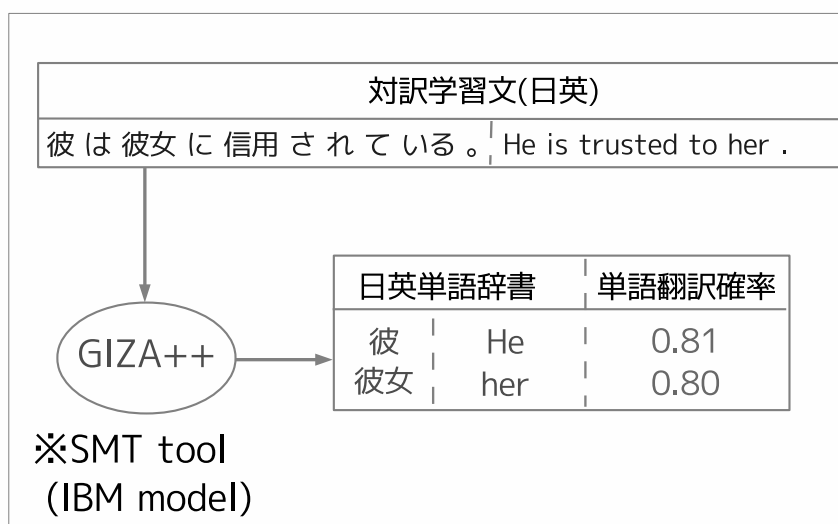 対訳学習文(日英)
彼 は 彼女 に 信用 さ れ て いる 。 He is trusted to her .
日英単語辞書 単語翻訳確率
彼 He 0.81
GIZA++
彼女 her 0.80
※SMT tool
(IBM model)